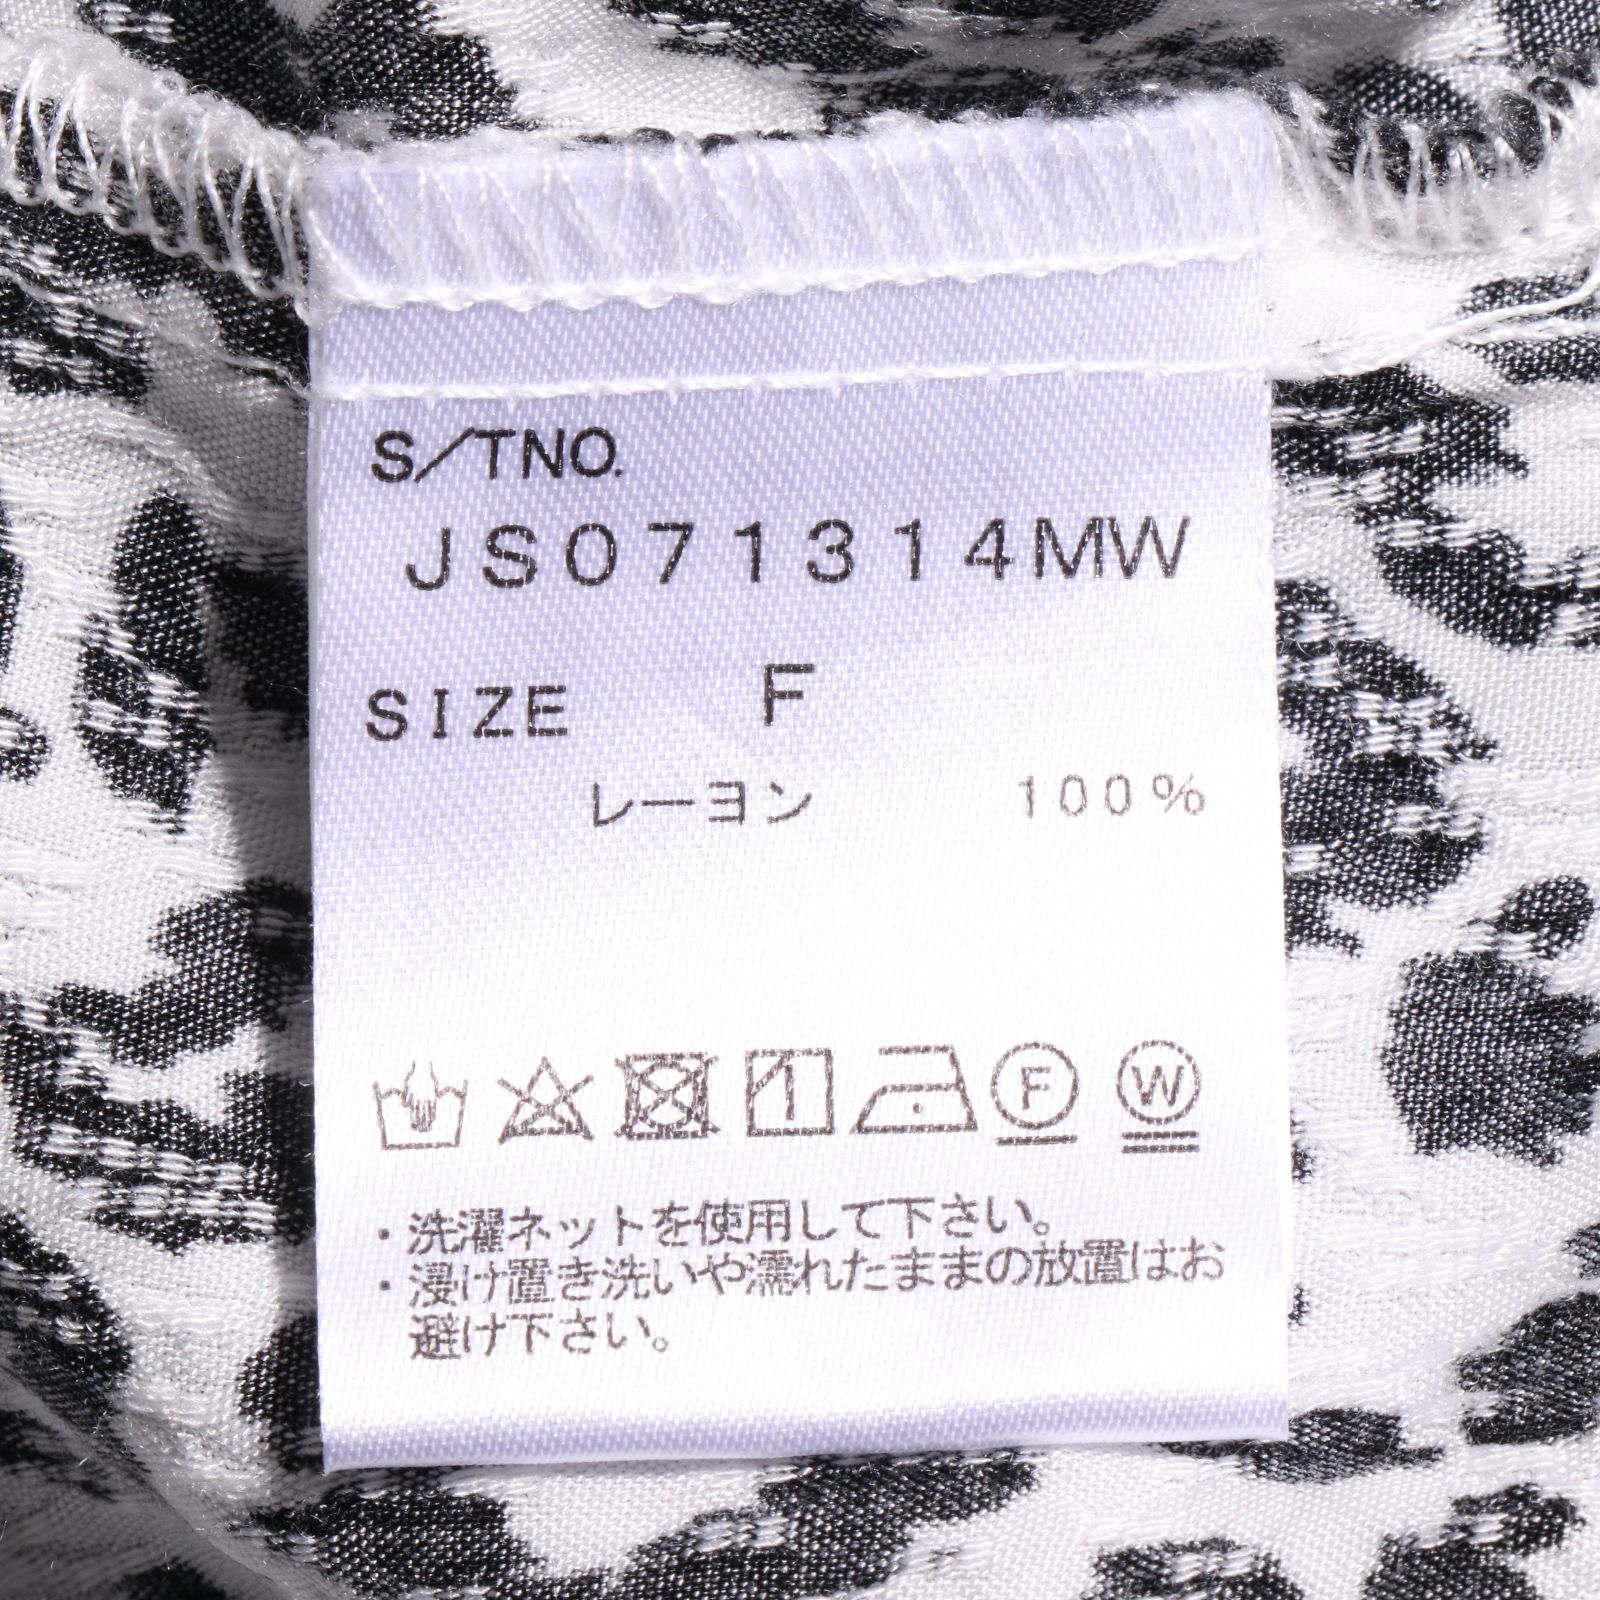 S/TNO.
JS071314MW
SIZE F
レーヨン 100%
F W
・洗濯ネットを使用して下さい。
・浸け置き洗いや濡れたままの放置はお
避け下さい。